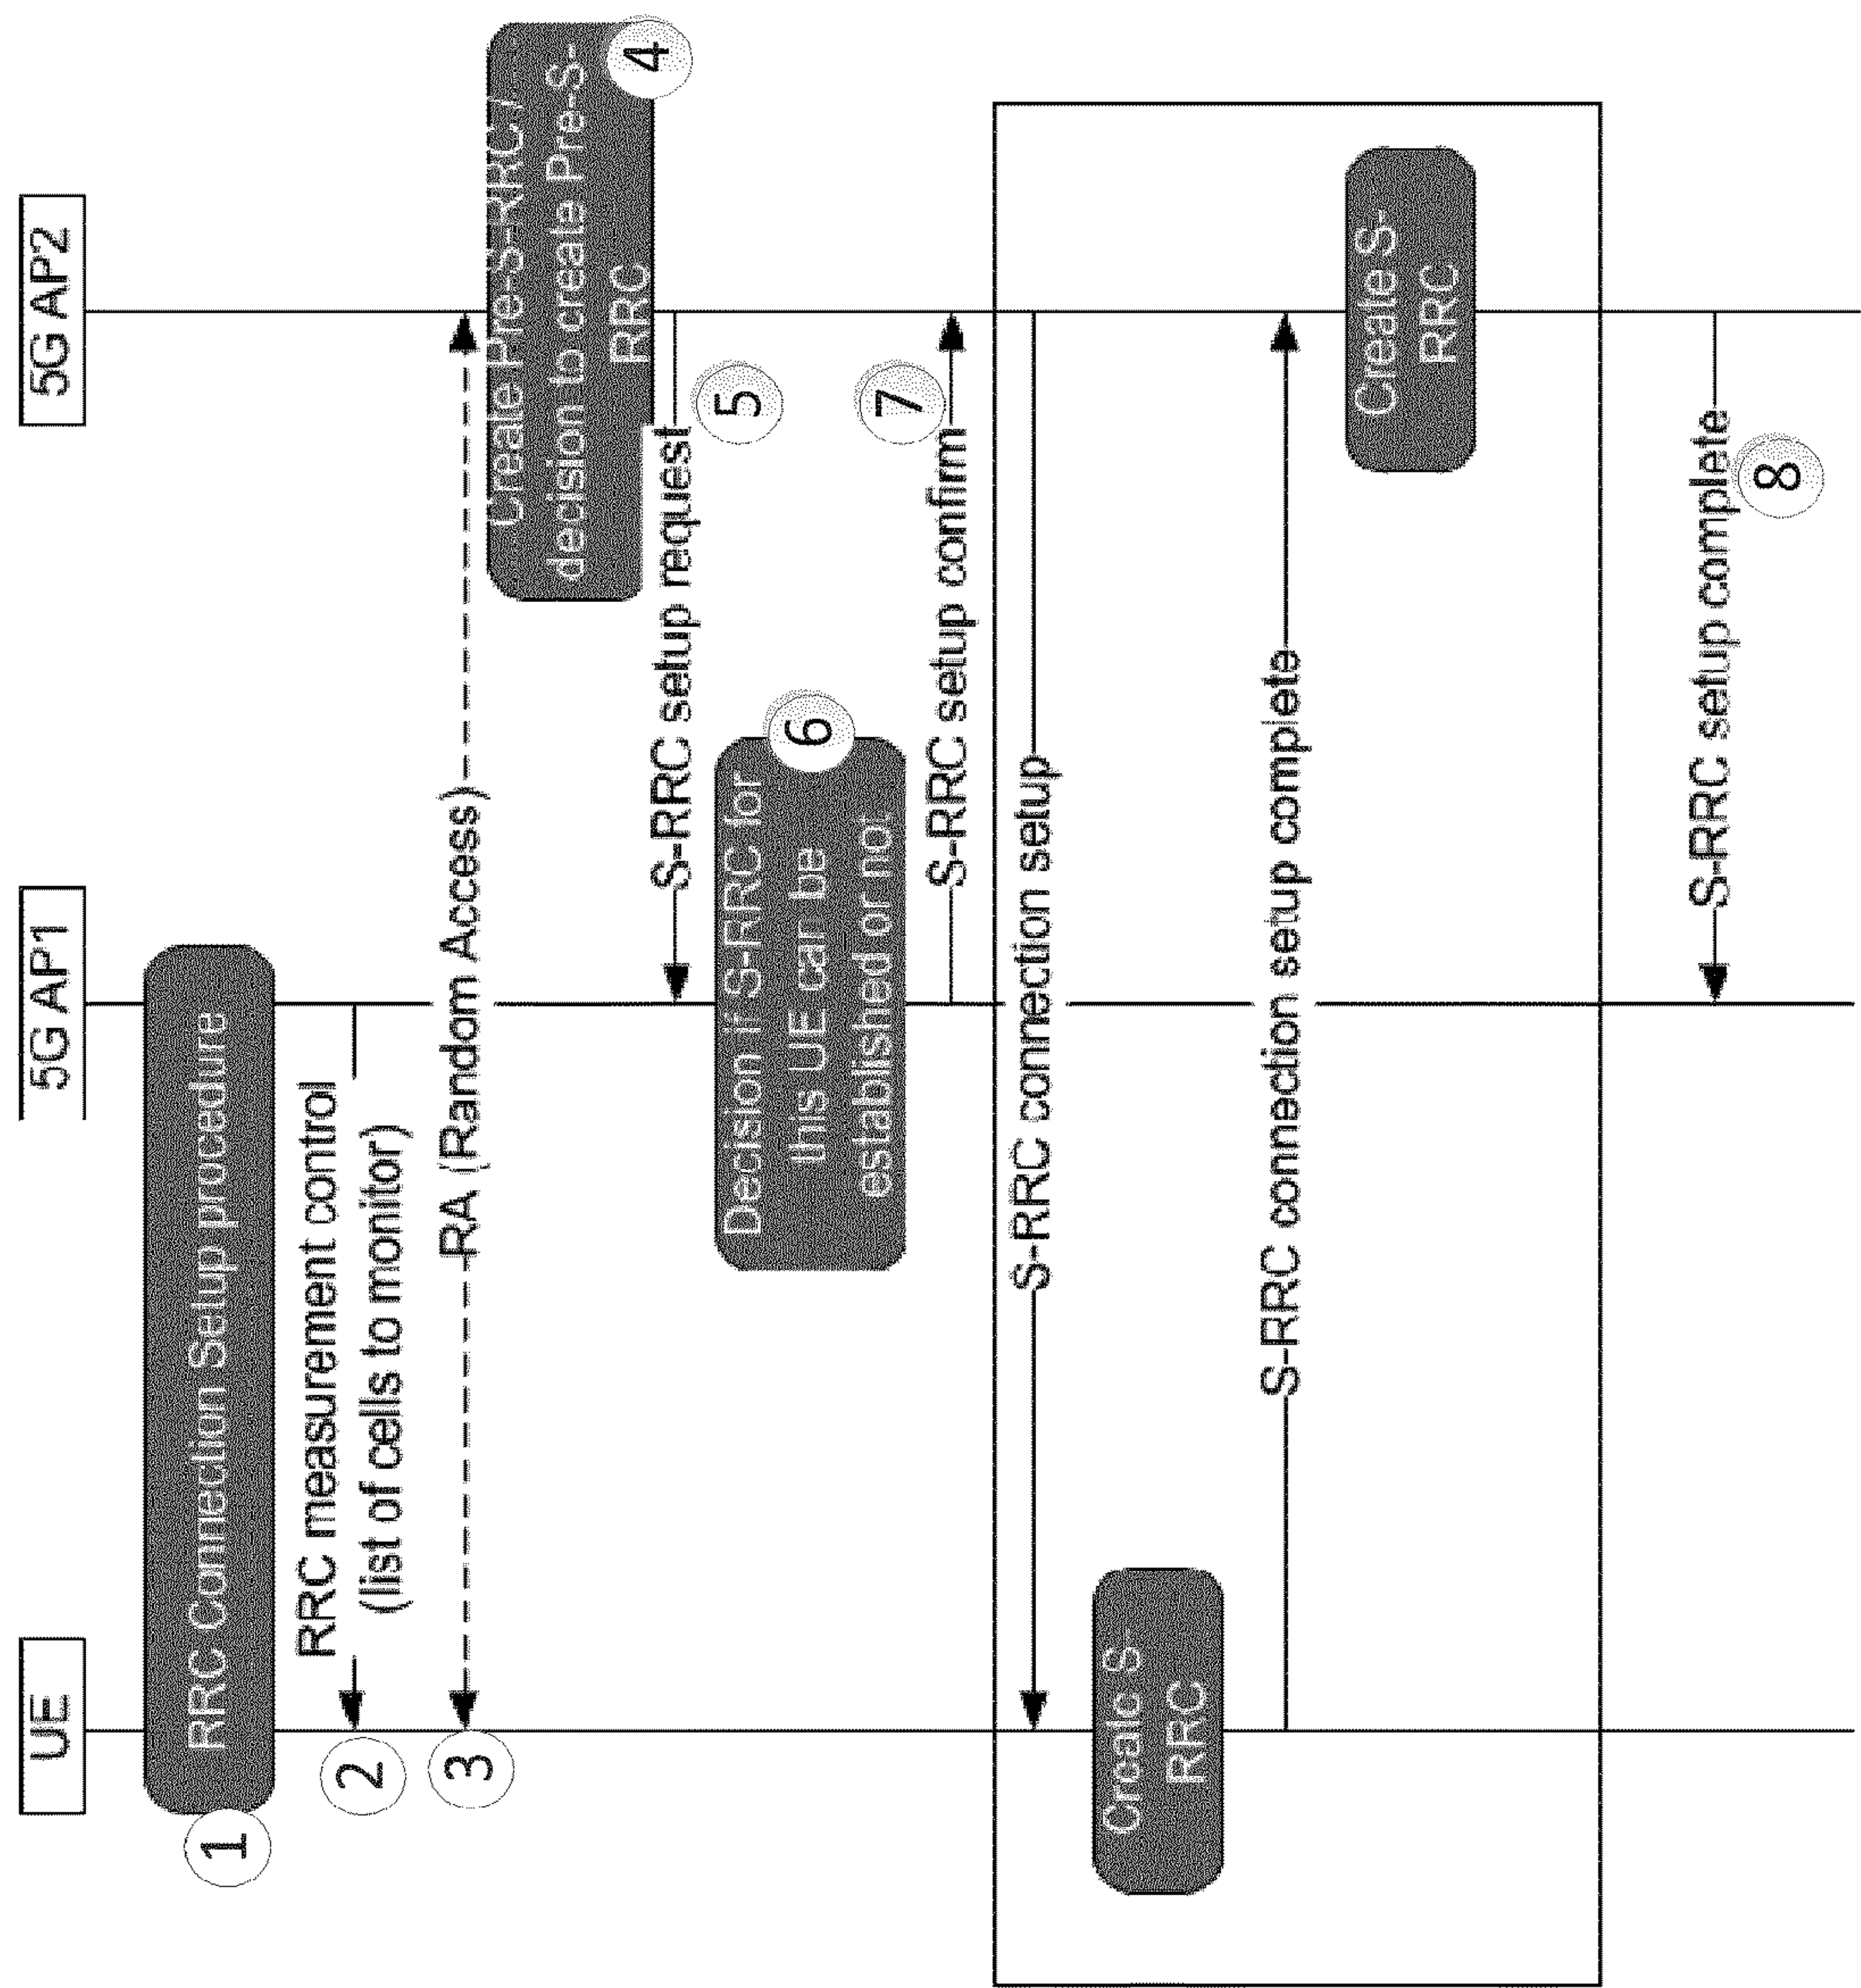 UE
5G AP1
5G AP2
RRC Connection Setup procedure
1
RRC measurement control
(list of cells to monitor)
2
RA (Random Access)
3
Create Pre-S-RRC /
decision to create Pre-S-
RRC
4
S-RRC setup request
5
Decision if S-RRC for
this UE can be
established or not
6
S-RRC setup confirm
7
S-RRC connection setup
Create S-
RRC
S-RRC connection setup complete
Create S-
RRC
S-RRC setup complete
8